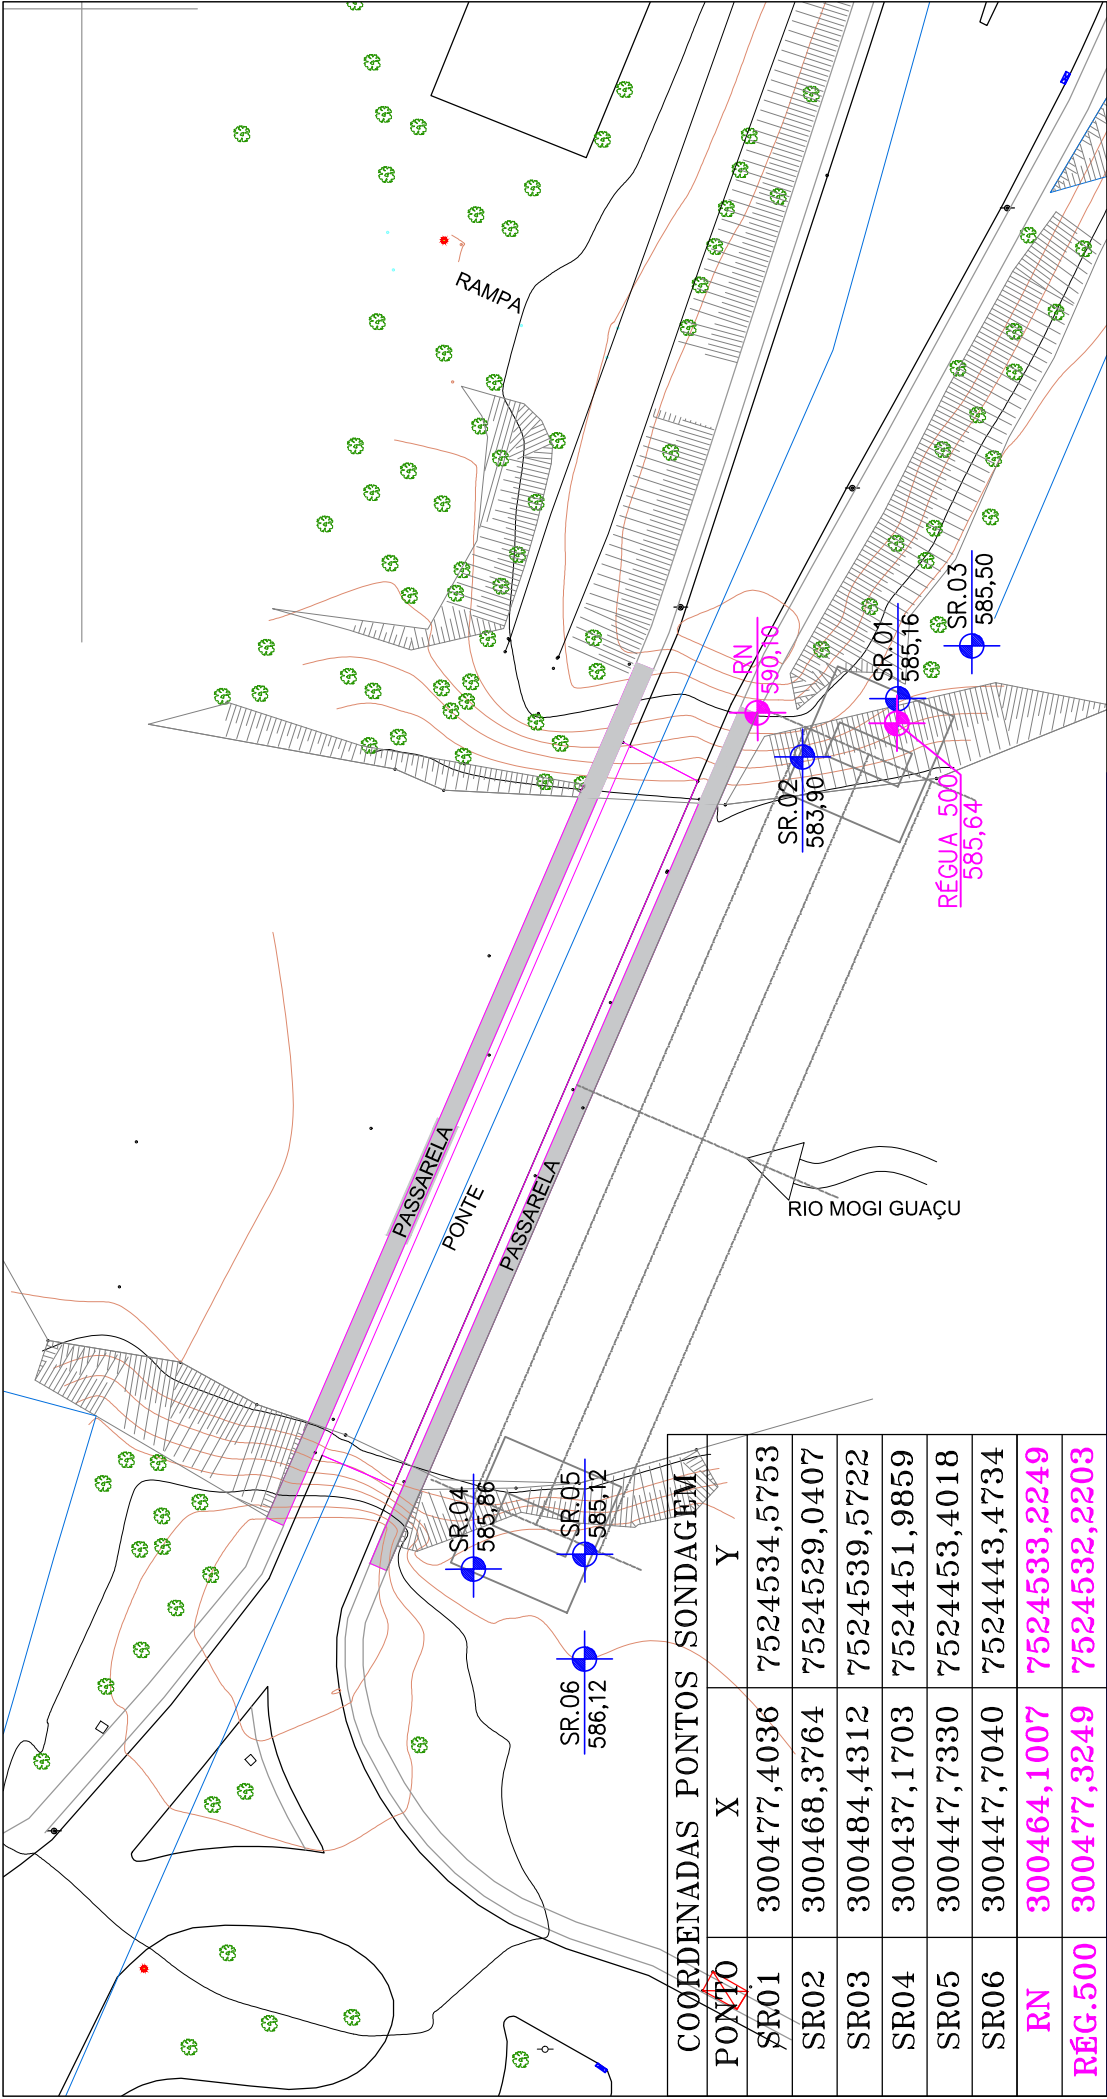 RAMPA
RN
590,10
SR.01
585,16
SR.03
585,50
SR.02
583,90
RÉGUA 500
585,64
PASSARELA
PONTE
PASSARELA
RIO MOGI GUAÇU
SR.04
585,86
SR.05
585,12
SR.06
586,12
COORDENADAS PONTOS SONDAGEM
PONTO X Y
SR01 300477,4036 7524534,5753
SR02 300468,3764 7524529,0407
SR03 300484,4312 7524539,5722
SR04 300437,1703 7524451,9859
SR05 300447,7330 7524453,4018
SR06 300447,7040 7524443,4734
RN 300464,1007 7524533,2249
RÉG.500 300477,3249 7524532,2203